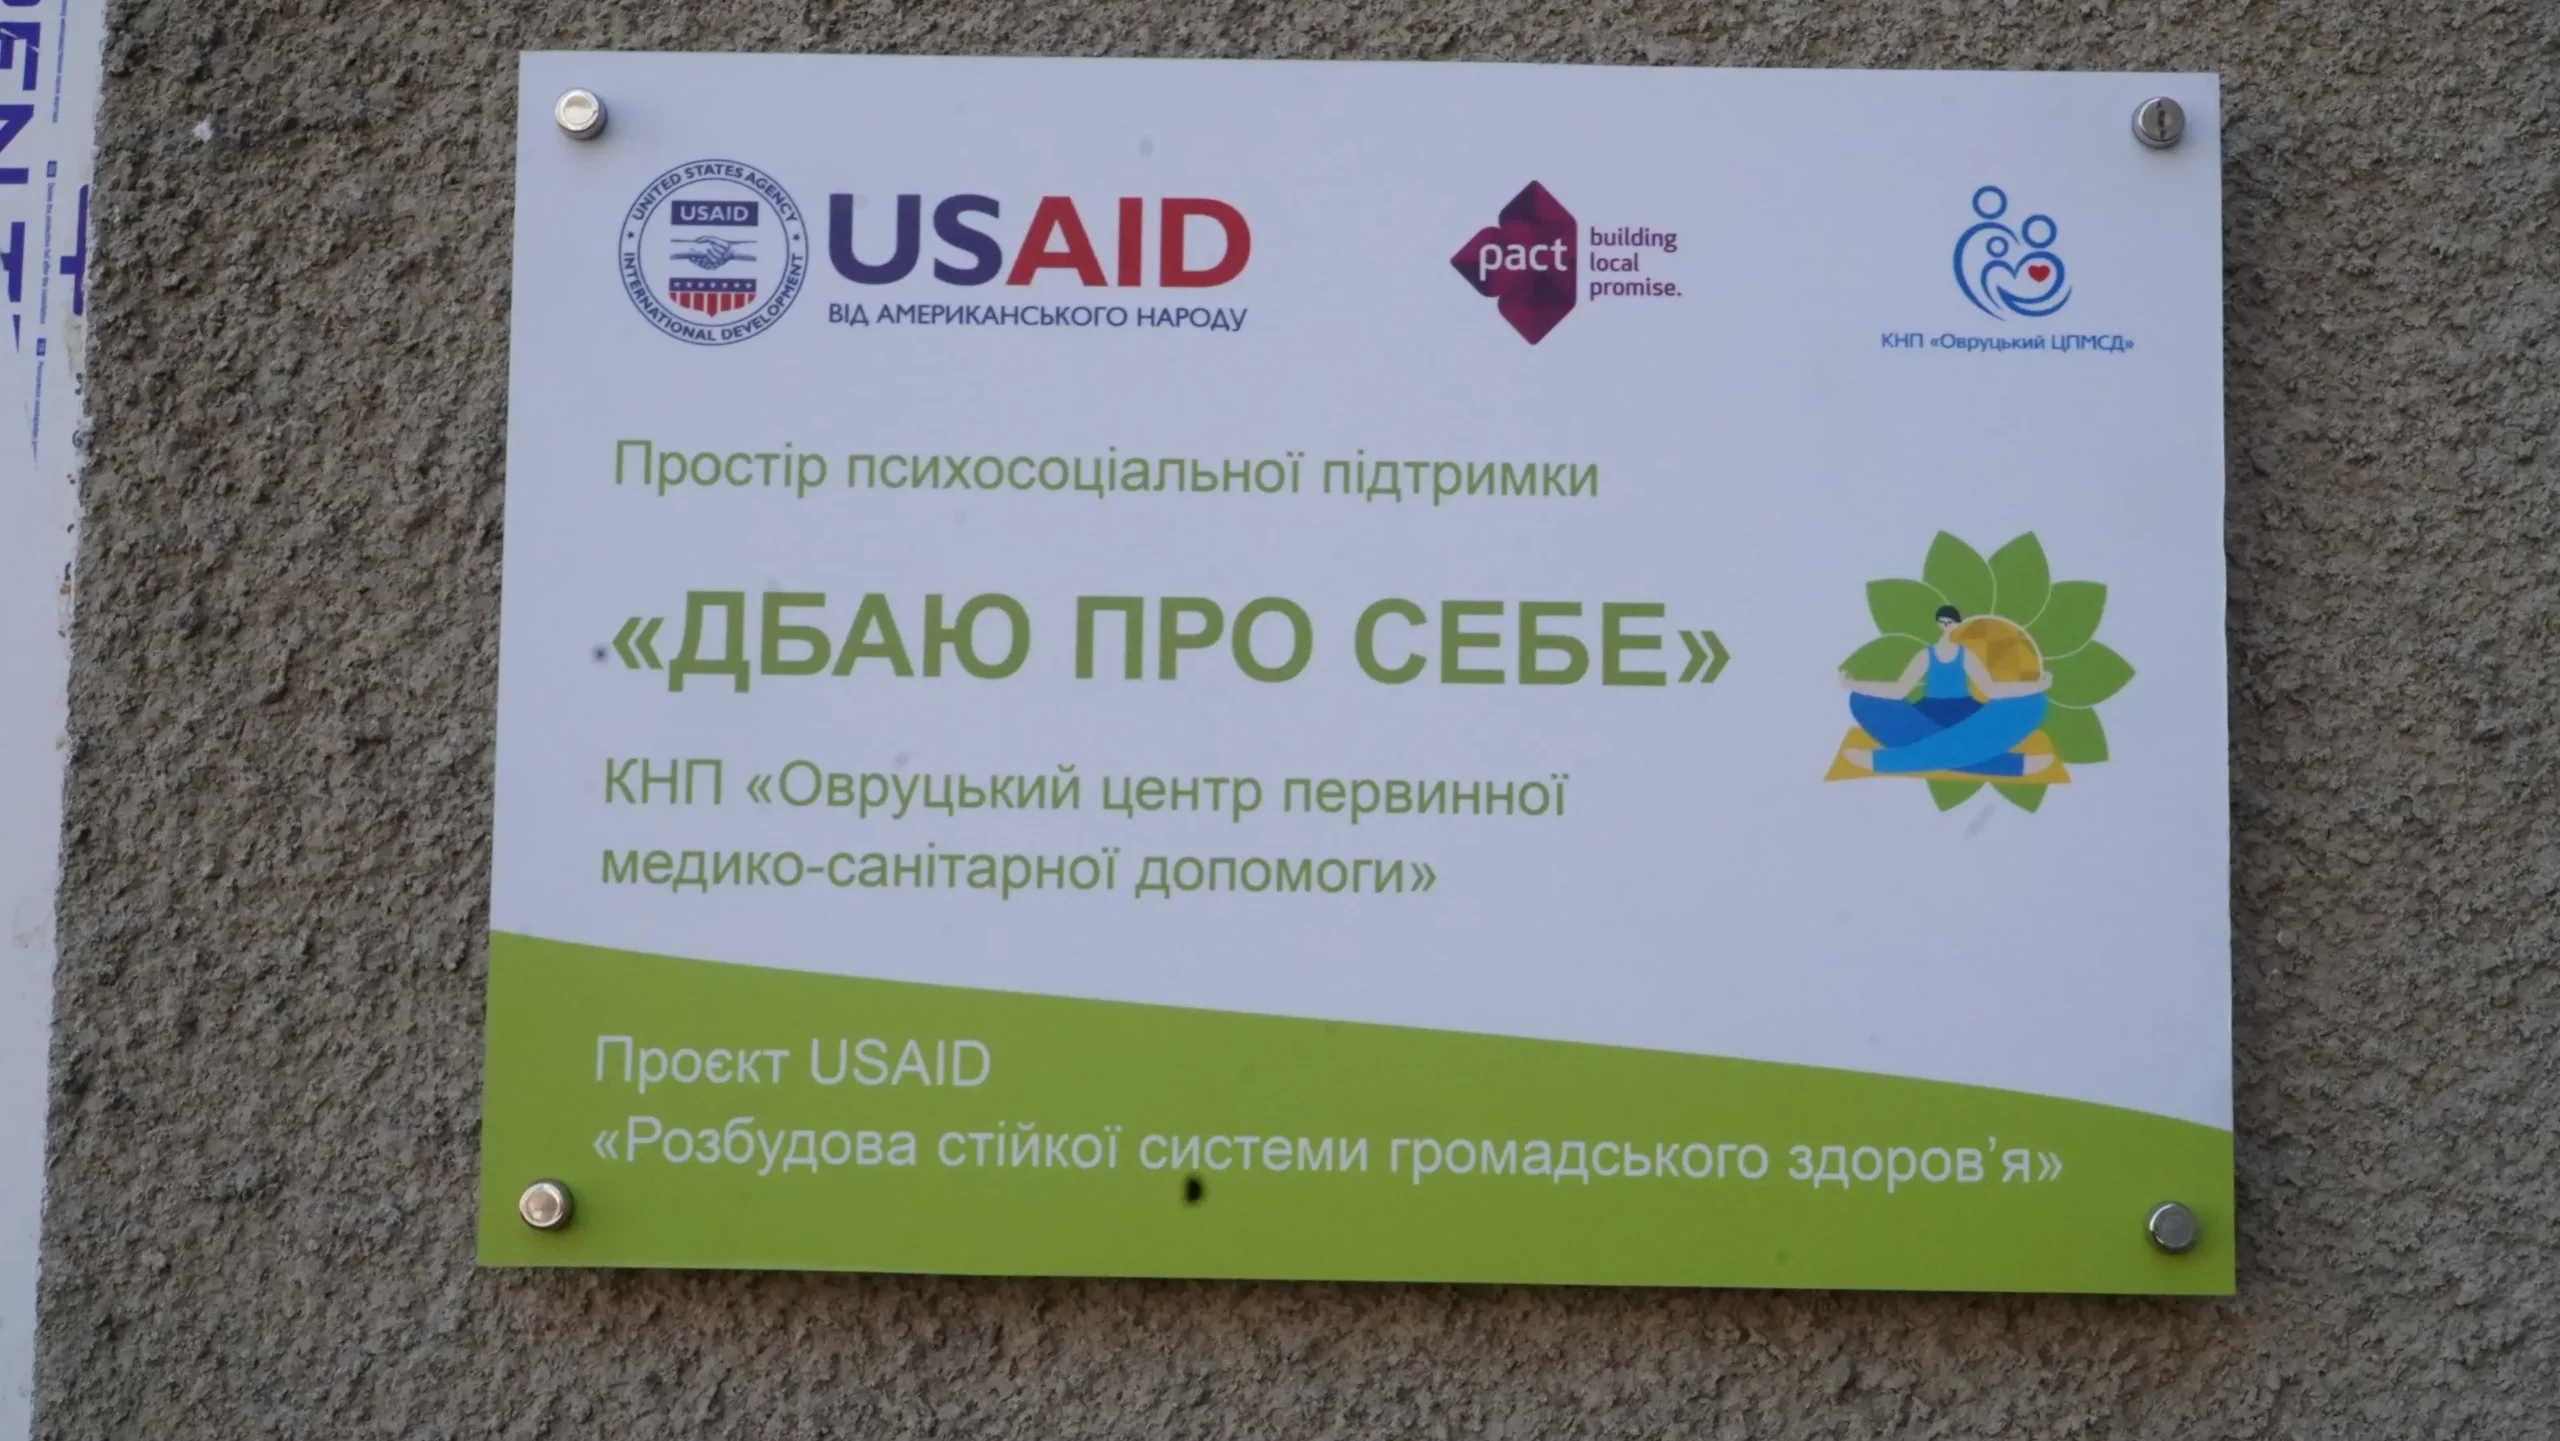 UNITED STATES AGENCY
USAID
INTERNATIONAL DEVELOPMENT
USAID
ВІД АМЕРИКАНСЬКОГО НАРОДУ
pact
building
local
promise.
КНП «Овруцький ЦПМСД»
Простір психосоціальної підтримки
«ДБАЮ ПРО СЕБЕ»
КНП «Овруцький центр первинної
медико-санітарної допомоги»
Проєкт USAID
«Розбудова стійкої системи громадського здоров’я»